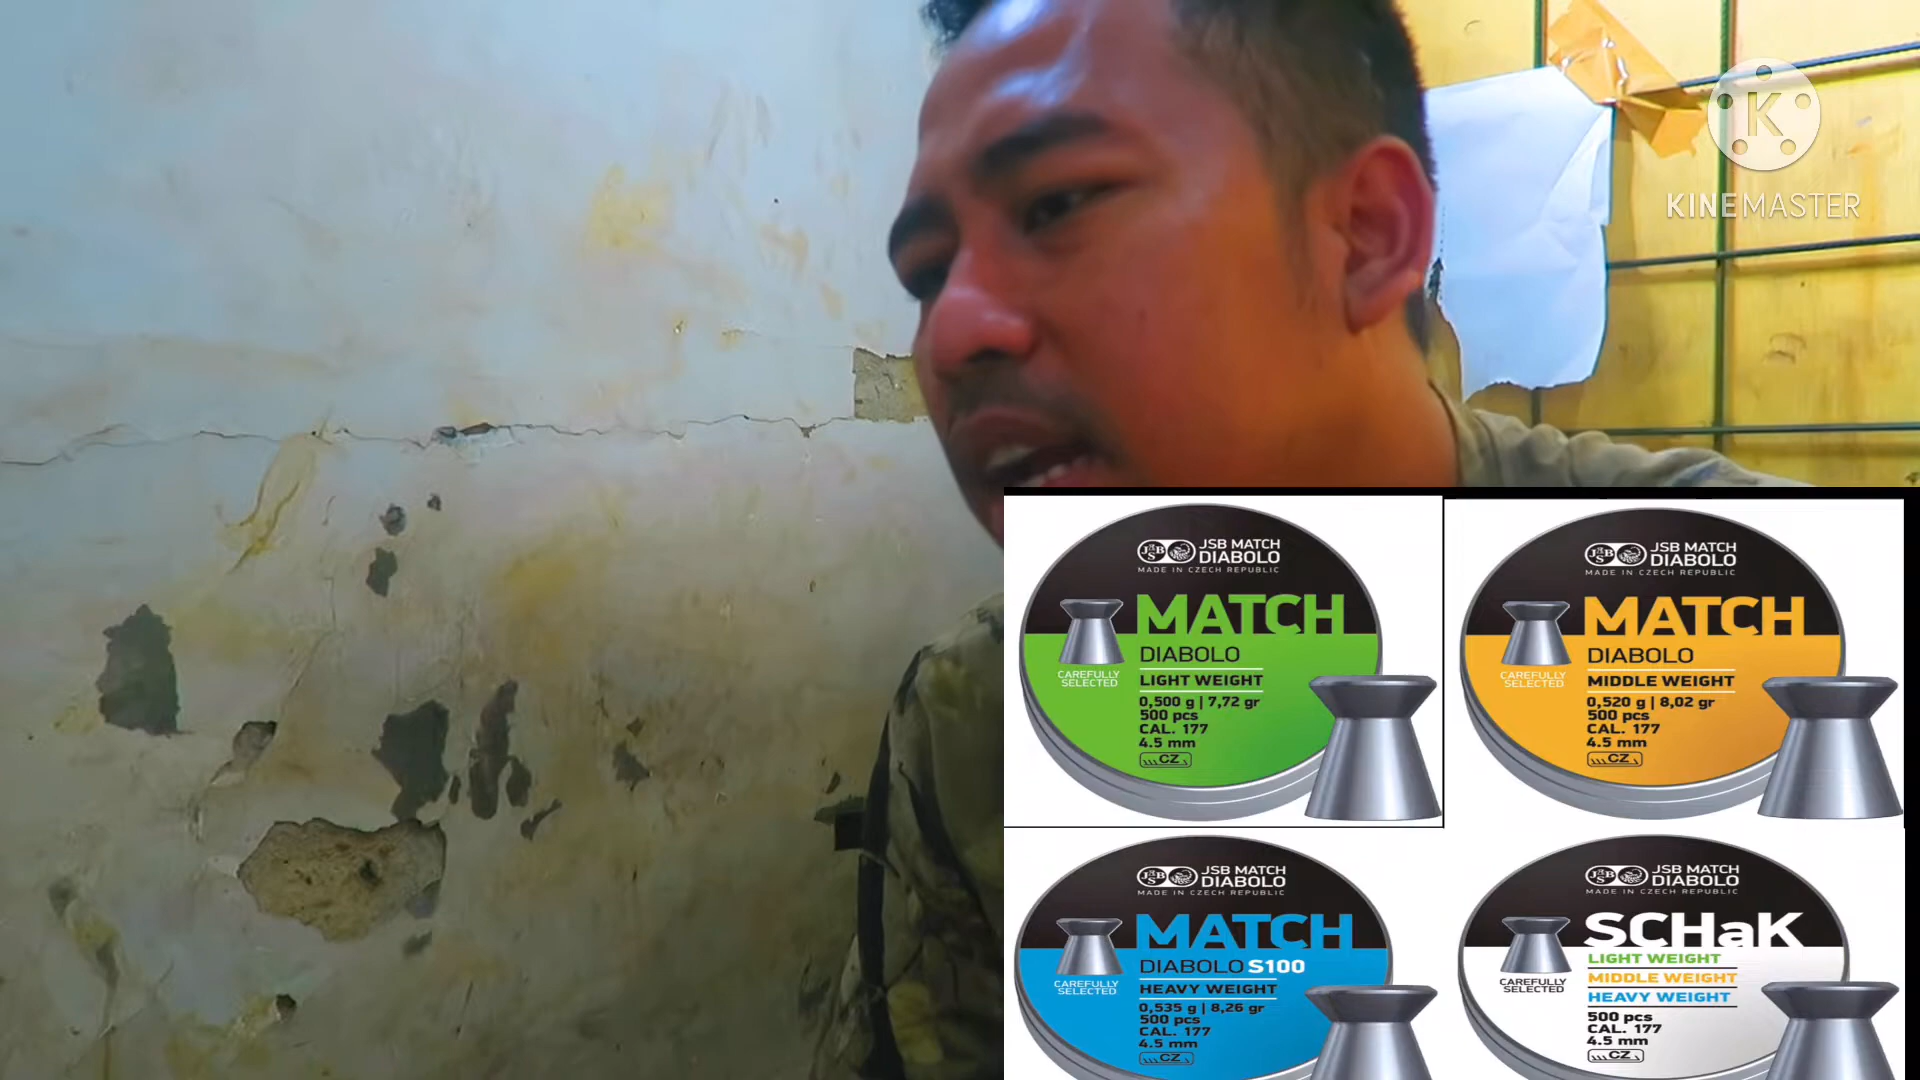 K
KINEMASTER
JSB
JSB MATCH
DIABOLO
MADE IN CZECH REPUBLIC
MATCH
DIABOLO
CAREFULLY
SELECTED
LIGHT WEIGHT
0,500 g | 7,72 gr
500 pcs
CAL. 177
4.5 mm
CZ
JSB
JSB MATCH
DIABOLO
MADE IN CZECH REPUBLIC
MATCH
DIABOLO
CAREFULLY
SELECTED
MIDDLE WEIGHT
0,520 g | 8,02 gr
500 pcs
CAL. 177
4.5 mm
CZ
JSB
JSB MATCH
DIABOLO
MADE IN CZECH REPUBLIC
MATCH
DIABOLO S100
CAREFULLY
SELECTED
HEAVY WEIGHT
0,535 g | 8,26 gr
500 pcs
CAL. 177
4.5 mm
CZ
JSB
JSB MATCH
DIABOLO
MADE IN CZECH REPUBLIC
SCHaK
LIGHT WEIGHT
CAREFULLY
SELECTED
MIDDLE WEIGHT
HEAVY WEIGHT
500 pcs
CAL. 177
4.5 mm
CZ